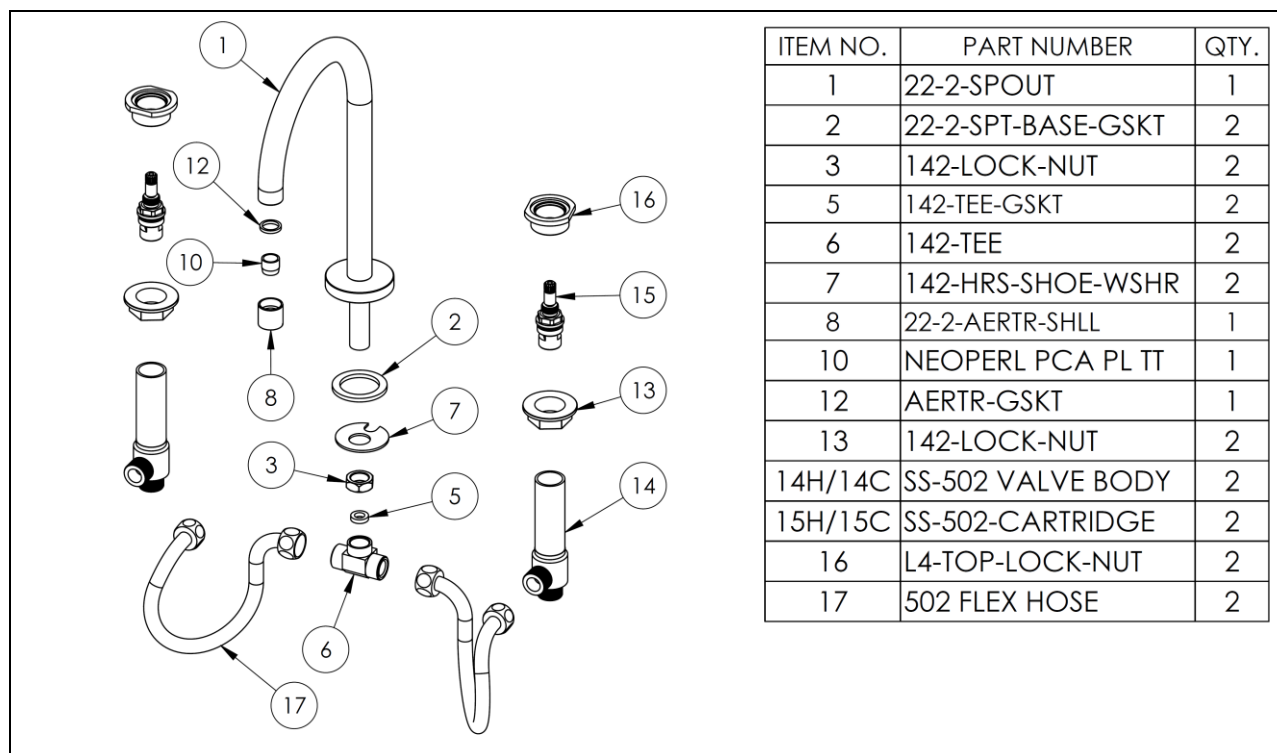 1
12
10
8
2
7
3
5
6
17
16
15
13
14
ITEM NO. PART NUMBER QTY.
1 22-2-SPOUT 1
2 22-2-SPT-BASE-GSKT 2
3 142-LOCK-NUT 2
5 142-TEE-GSKT 2
6 142-TEE 2
7 142-HRS-SHOE-WSHR 2
8 22-2-AERTR-SHLL 1
10 NEOPERL PCA PL TT 1
12 AERTR-GSKT 1
13 142-LOCK-NUT 2
14H/14C SS-502 VALVE BODY 2
15H/15C SS-502-CARTRIDGE 2
16 L4-TOP-LOCK-NUT 2
17 502 FLEX HOSE 2